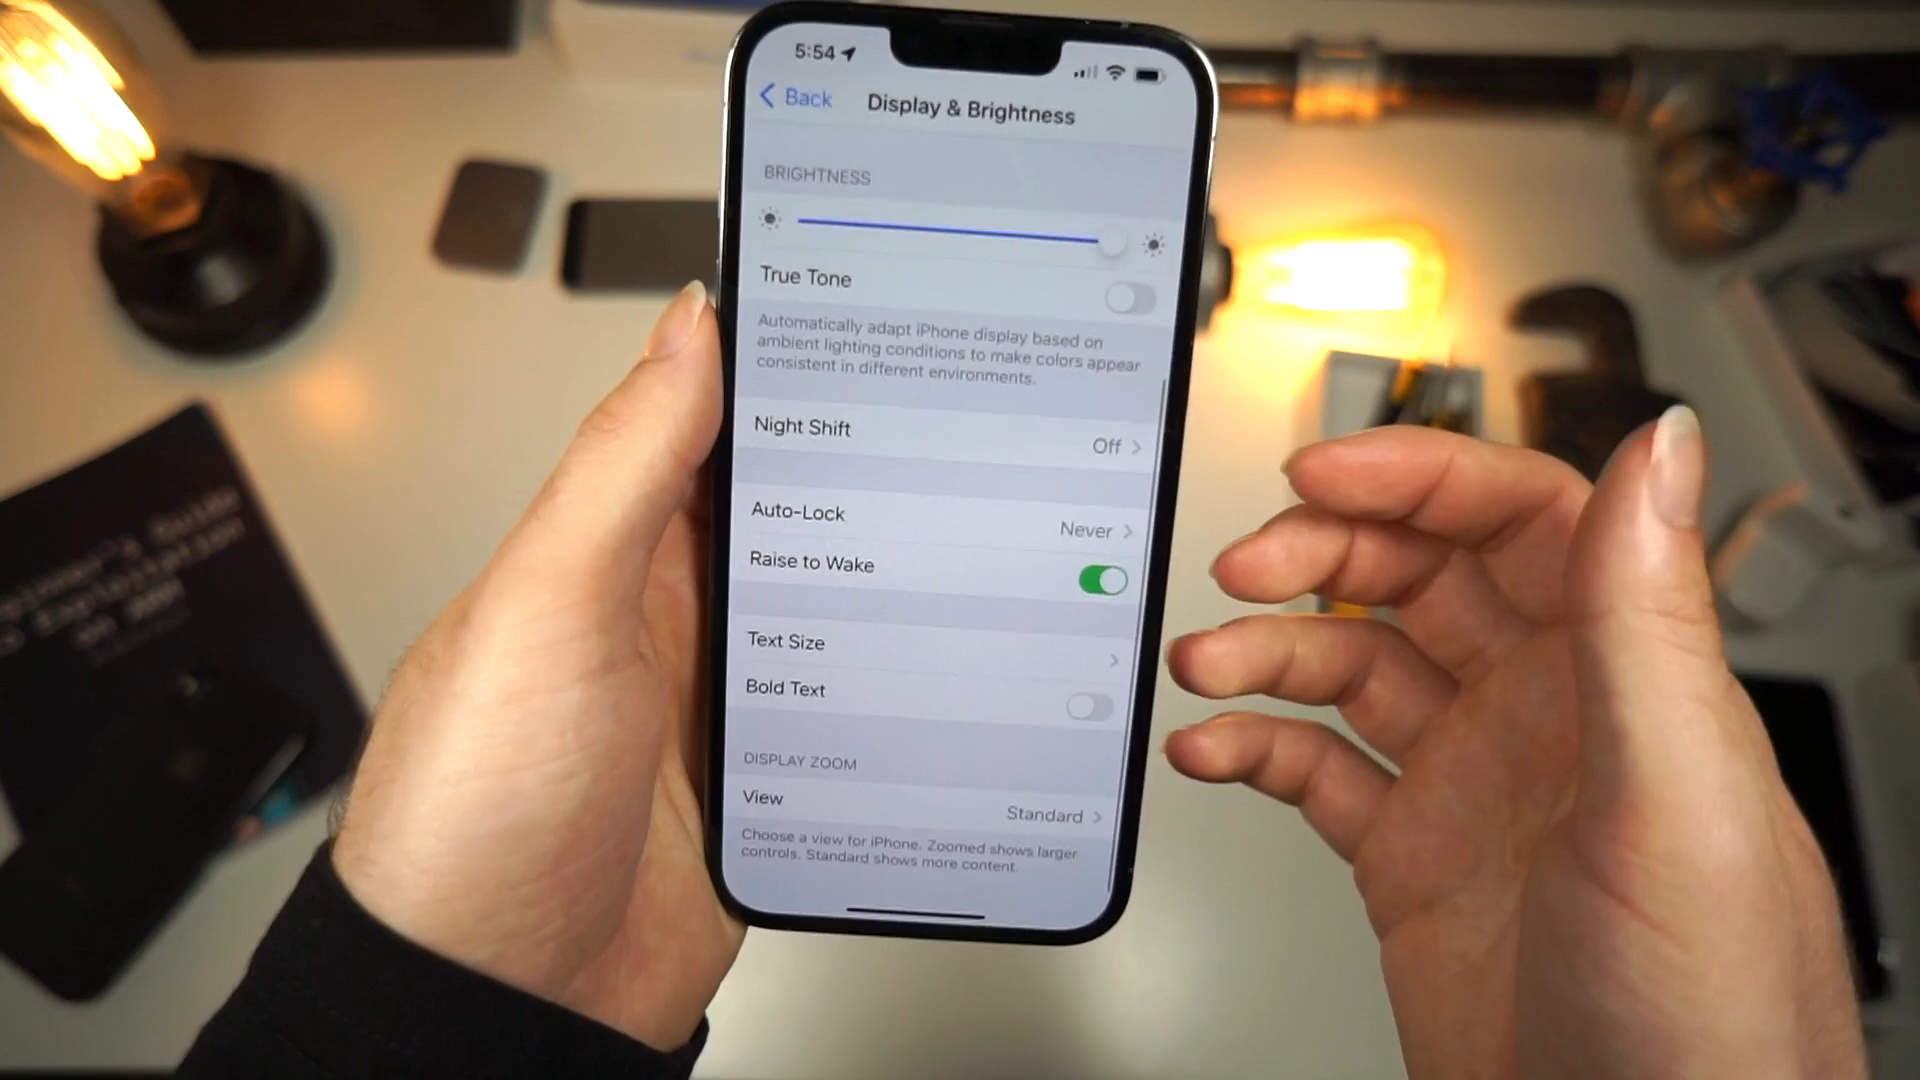 5:54
Back
Display & Brightness
BRIGHTNESS
True Tone
Automatically adapt iPhone display based on
ambient lighting conditions to make colors appear
consistent in different environments.
Night Shift
Off
Auto-Lock
Never
Raise to Wake
Text Size
Bold Text
DISPLAY ZOOM
View
Standard
Choose a view for iPhone. Zoomed shows larger
controls. Standard shows more content.
Guide
Exploitation